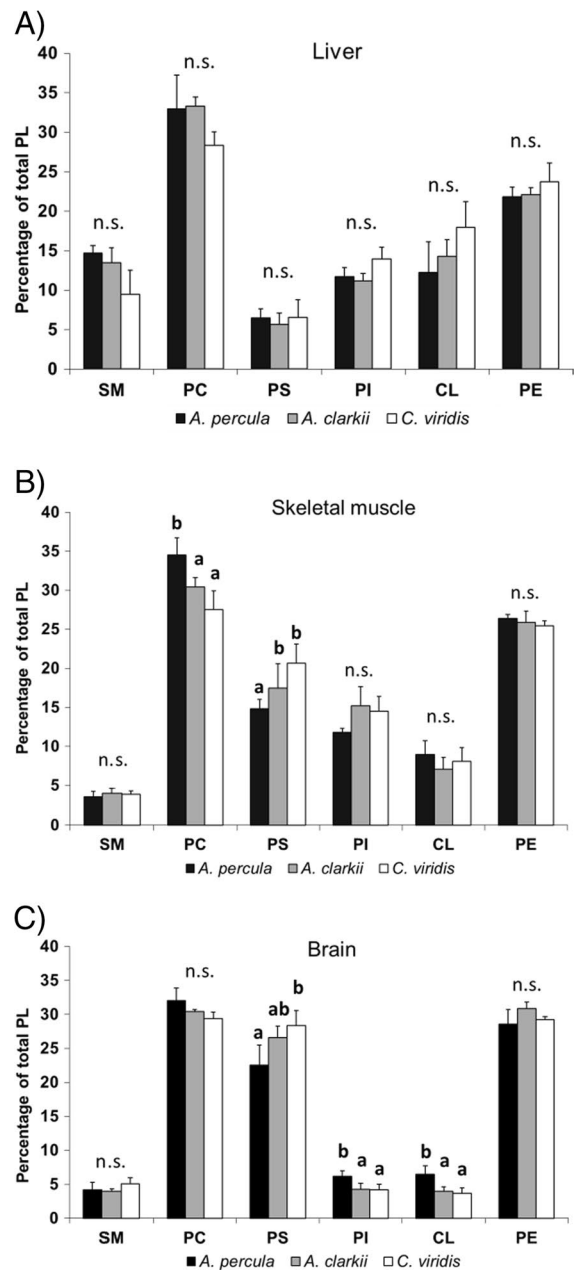 A)
Liver
Percentage of total PL
40
35
30
25
20
15
10
5
0
n.s.
n.s.
n.s.
n.s.
n.s.
n.s.
SM PC PS PI CL PE
A. percula A. clarkii C. viridis
B)
Skeletal muscle
Percentage of total PL
40
35
30
25
20
15
10
5
0
n.s.
b a a
a b b
n.s.
n.s.
n.s.
SM PC PS PI CL PE
A. percula A. clarkii C. viridis
C)
Brain
Percentage of total PL
40
35
30
25
20
15
10
5
0
n.s.
n.s.
a ab b
b a a
b a a
n.s.
SM PC PS PI CL PE
A. percula A. clarkii C. viridis